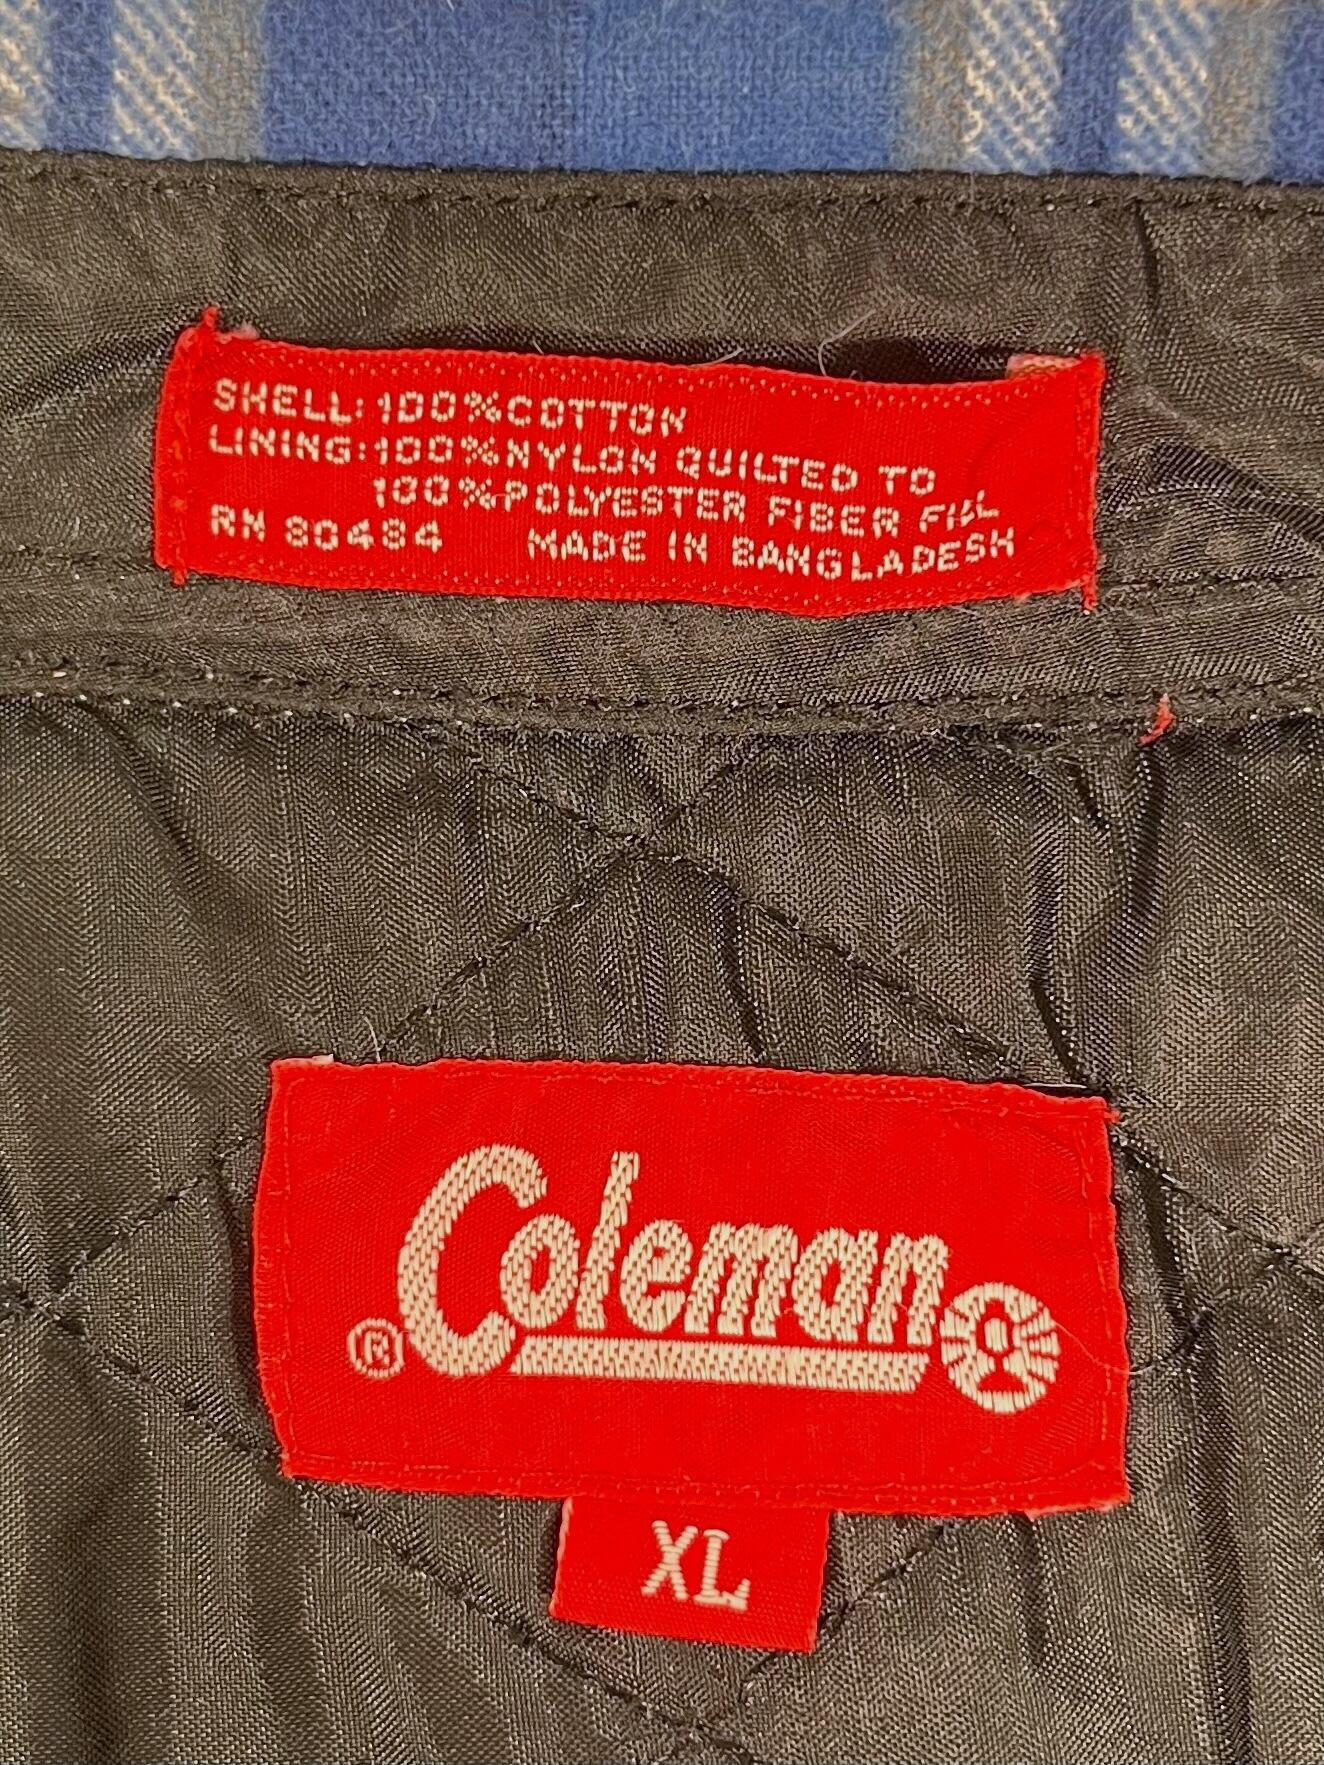 SHELL: 100% COTTON
LINING: 100% NYLON QUILTED TO
100% POLYESTER FIBER FILL
RN 80484 MADE IN BANGLADESH
® Coleman
XL